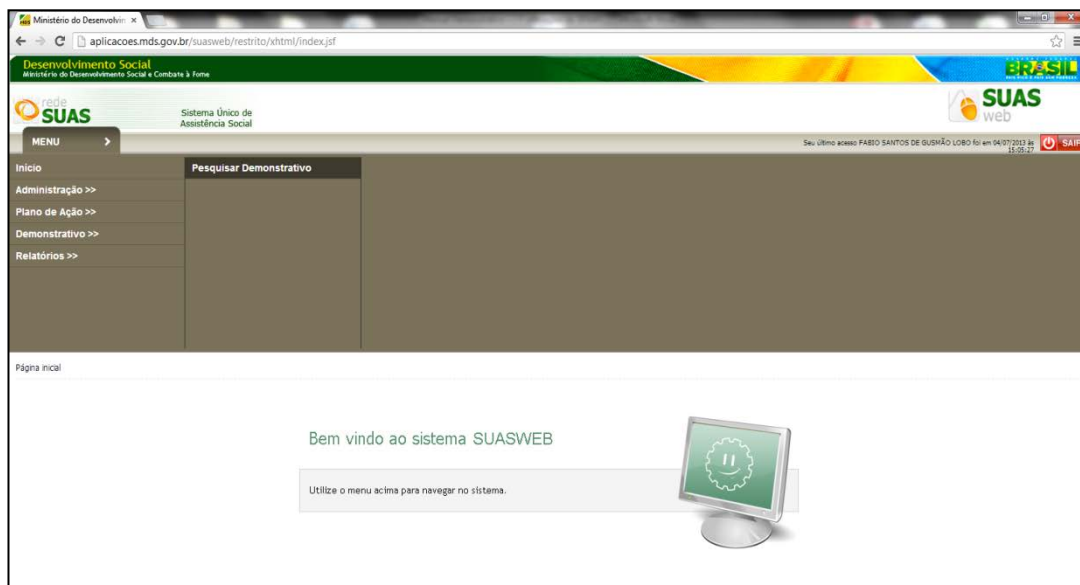 Ministério do Desenvolvin
aplicacoes.mds.gov.br/suasweb/restrito/xhtml/index.jsf
Desenvolvimento Social
Ministério do Desenvolvimento Social e Combate à Fome
BRASIL
rede
SUAS
Sistema Único de
Assistência Social
SUAS
web
MENU
Seu último acesso FABIO SANTOS DE GUSMÃO LOBO foi em 04/07/2013 às
15:05:27
SAIR
Início
Pesquisar Demonstrativo
Administração >>
Plano de Ação >>
Demonstrativo >>
Relatórios >>
Página inicial
Bem vindo ao sistema SUASWEB
Utilize o menu acima para navegar no sistema.